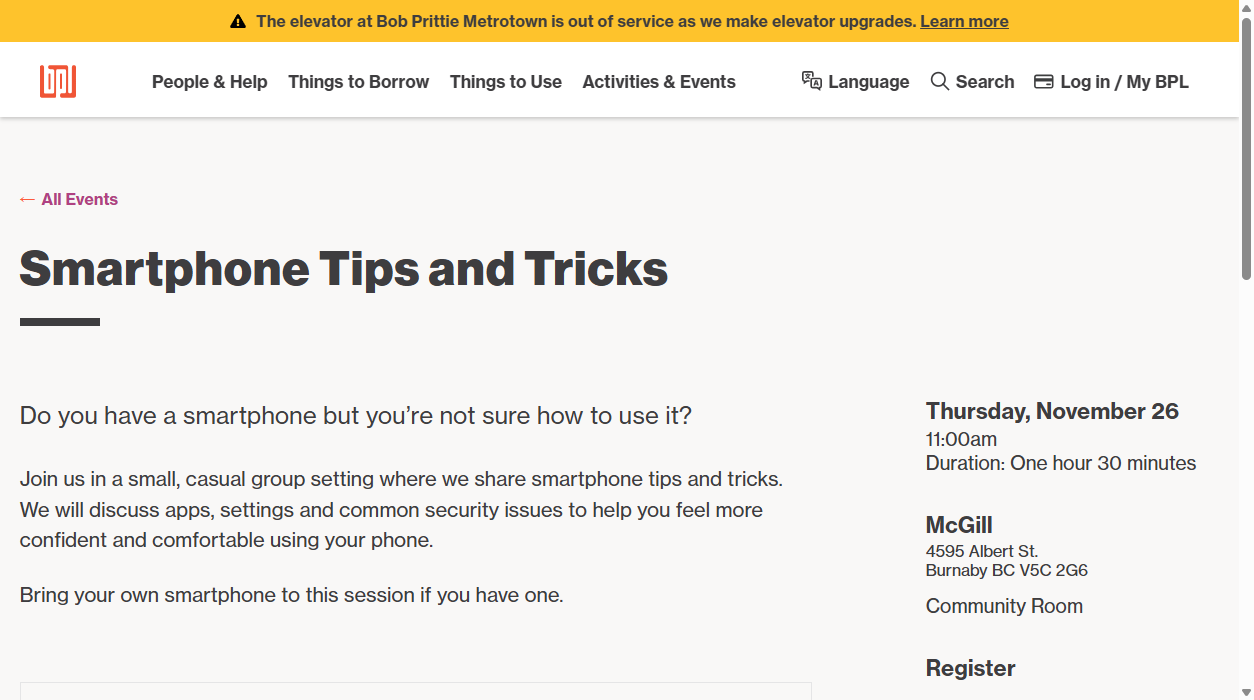 The elevator at Bob Prittie Metrotown is out of service as we make elevator upgrades. Learn more
People & Help Things to Borrow Things to Use Activities & Events Language Search Log in / My BPL
← All Events
Smartphone Tips and Tricks
Do you have a smartphone but you’re not sure how to use it?
Join us in a small, casual group setting where we share smartphone tips and tricks.
We will discuss apps, settings and common security issues to help you feel more
confident and comfortable using your phone.
Bring your own smartphone to this session if you have one.
Thursday, November 26
11:00am
Duration: One hour 30 minutes
McGill
4595 Albert St.
Burnaby BC V5C 2G6
Community Room
Register